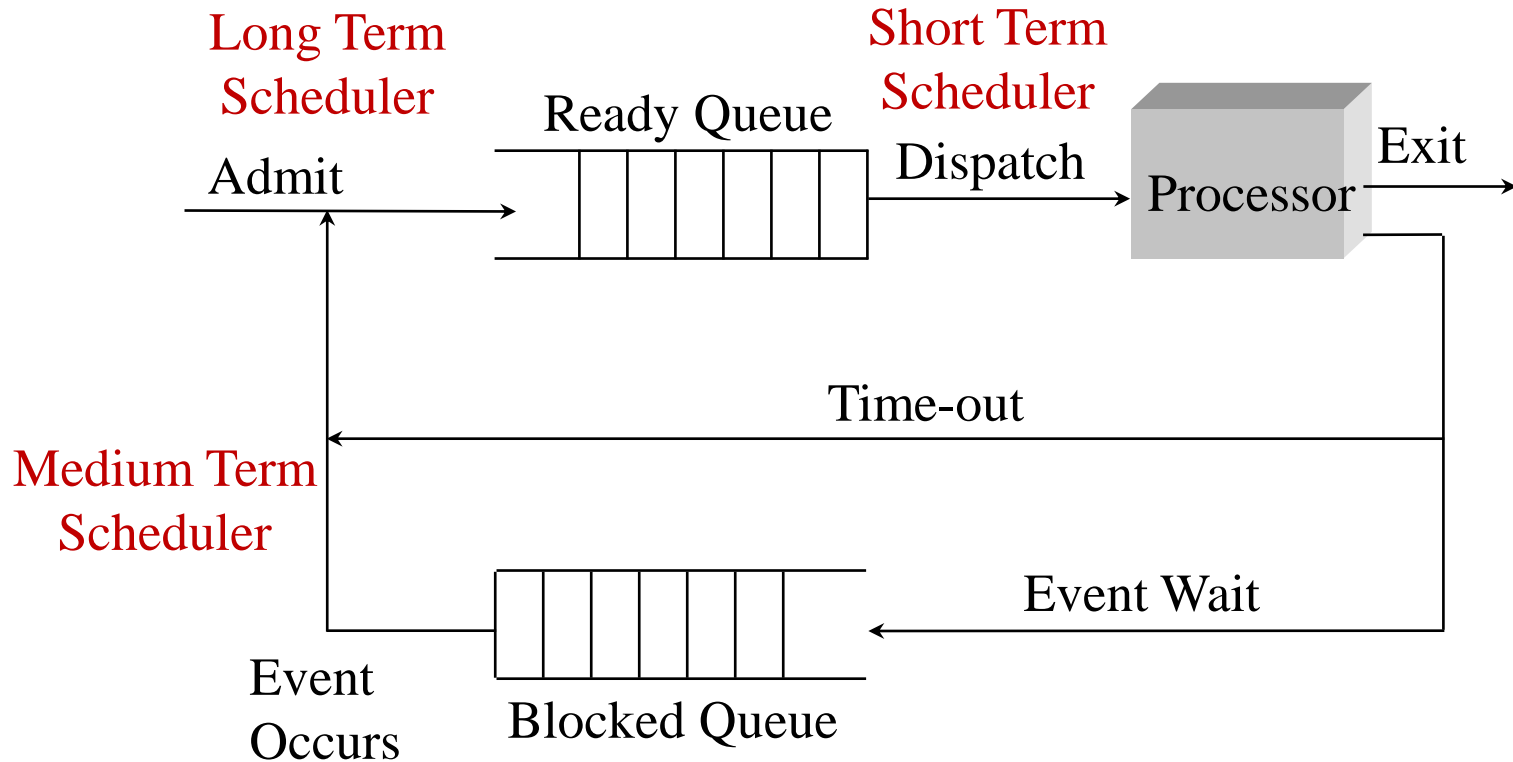 Long Term
Scheduler
Short Term
Scheduler
Ready Queue
Admit
Dispatch
Exit
Processor
Time-out
Medium Term
Scheduler
Event Wait
Event
Occurs
Blocked Queue